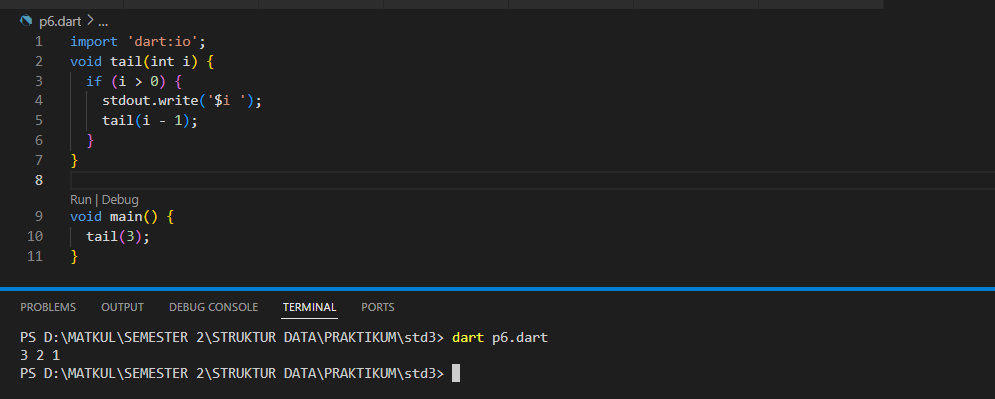 p6.dart > ...
1 import 'dart:io';
2 void tail(int i) {
3 if (i > 0) {
4 stdout.write('$i ');
5 tail(i - 1);
6 }
7 }
8
Run | Debug
9 void main() {
10 tail(3);
11 }
PROBLEMS OUTPUT DEBUG CONSOLE TERMINAL PORTS
PS D:\MATKUL\SEMESTER 2\STRUKTUR DATA\PRAKTIKUM\std3> dart p6.dart
3 2 1
PS D:\MATKUL\SEMESTER 2\STRUKTUR DATA\PRAKTIKUM\std3>